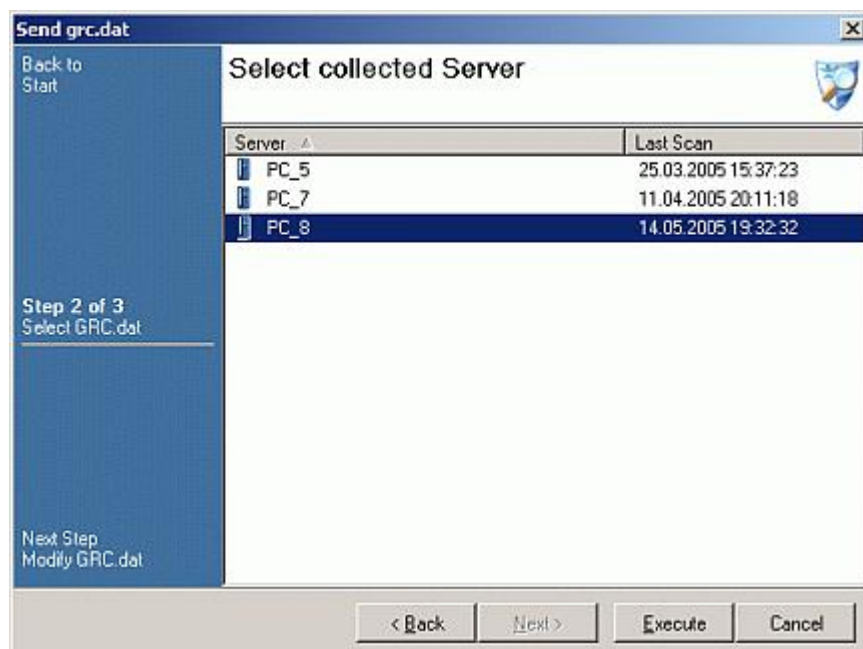 Send grc.dat
Back to
Start
Select collected Server
Server Last Scan
PC_5 25.03.2005 15:37:23
PC_7 11.04.2005 20:11:18
PC_8 14.05.2005 19:32:32
Step 2 of 3
Select GRC.dat
Next Step
Modify GRC.dat
< Back Next > Execute Cancel